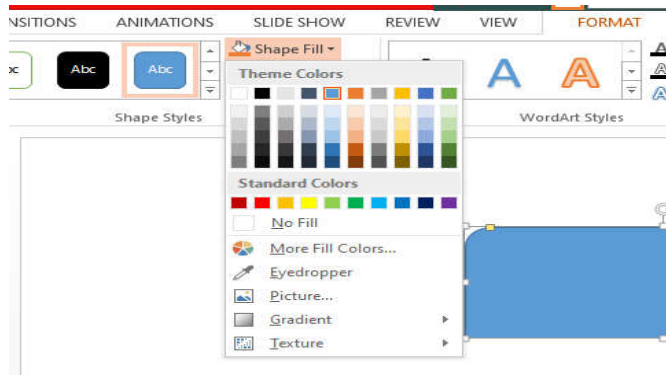 NSITIONS ANIMATIONS SLIDE SHOW REVIEW VIEW FORMAT
Abc Abc Shape Fill A A
Theme Colors
Shape Styles WordArt Styles
Standard Colors
No Fill
More Fill Colors...
Eyedropper
Picture...
Gradient
Texture